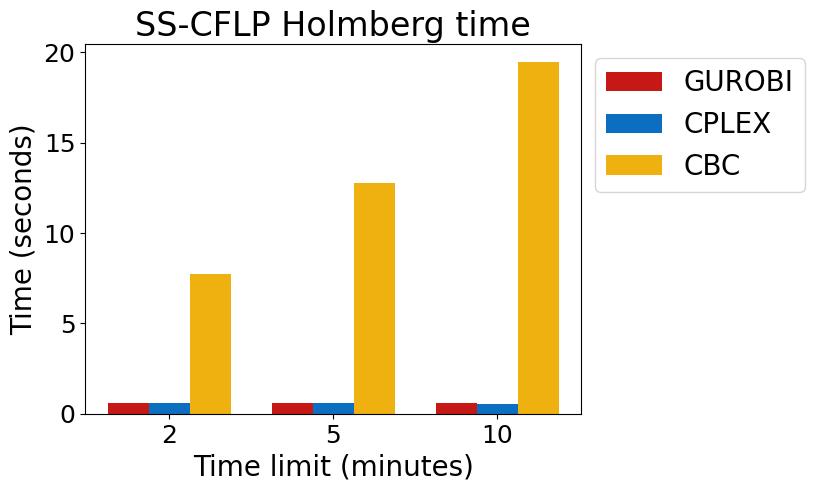 SS-CFLP Holmberg time
20
15
10
5
0
Time (seconds)
2 5 10
Time limit (minutes)
GUROBI
CPLEX
CBC